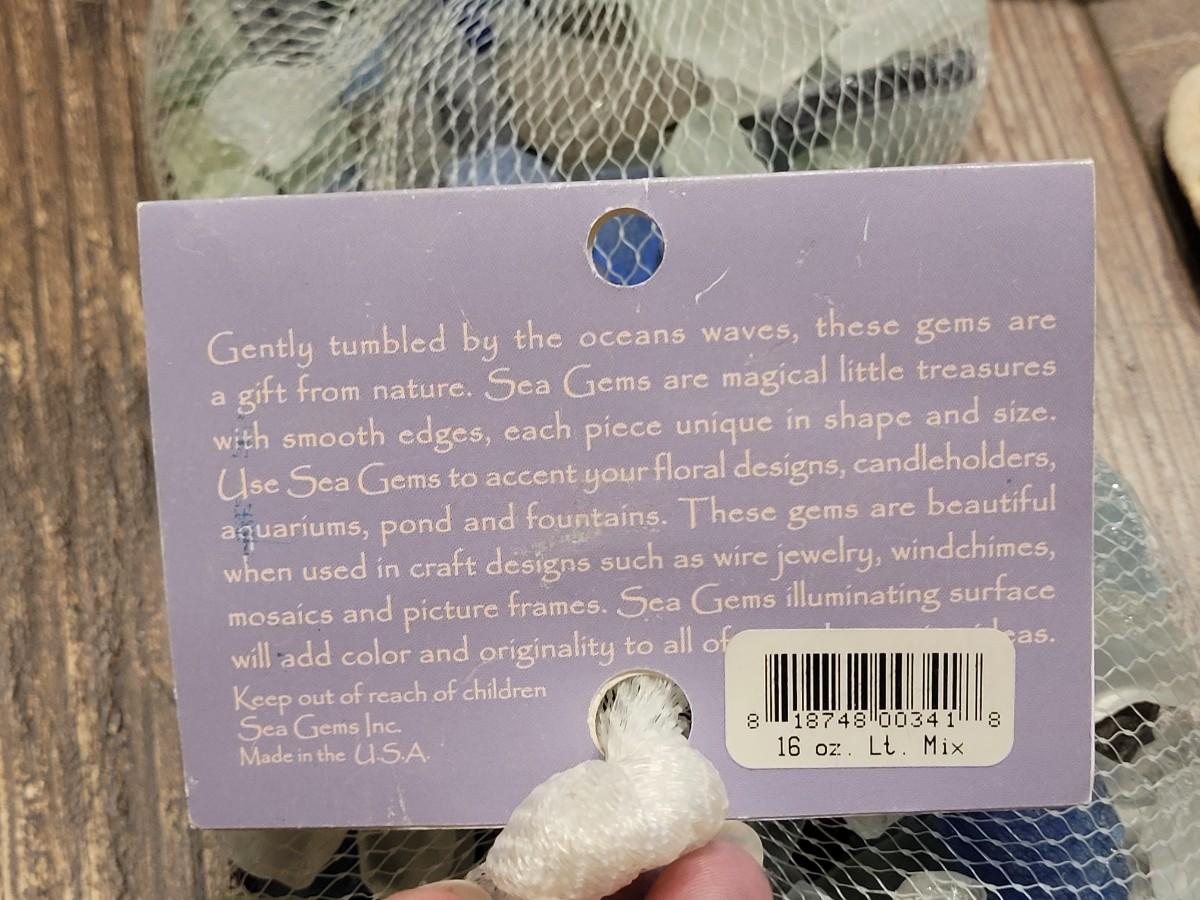 Gently tumbled by the oceans waves, these gems are
a gift from nature. Sea Gems are magical little treasures
with smooth edges, each piece unique in shape and size.
Use Sea Gems to accent your floral designs, candleholders,
aquariums, pond and fountains. These gems are beautiful
when used in craft designs such as wire jewelry, windchimes,
mosaics and picture frames. Sea Gems illuminating surface
will add color and originality to all of
Keep out of reach of children
Sea Gems Inc.
Made in the U.S.A.
8 18748 00341 8
16 oz. Lt. Mix